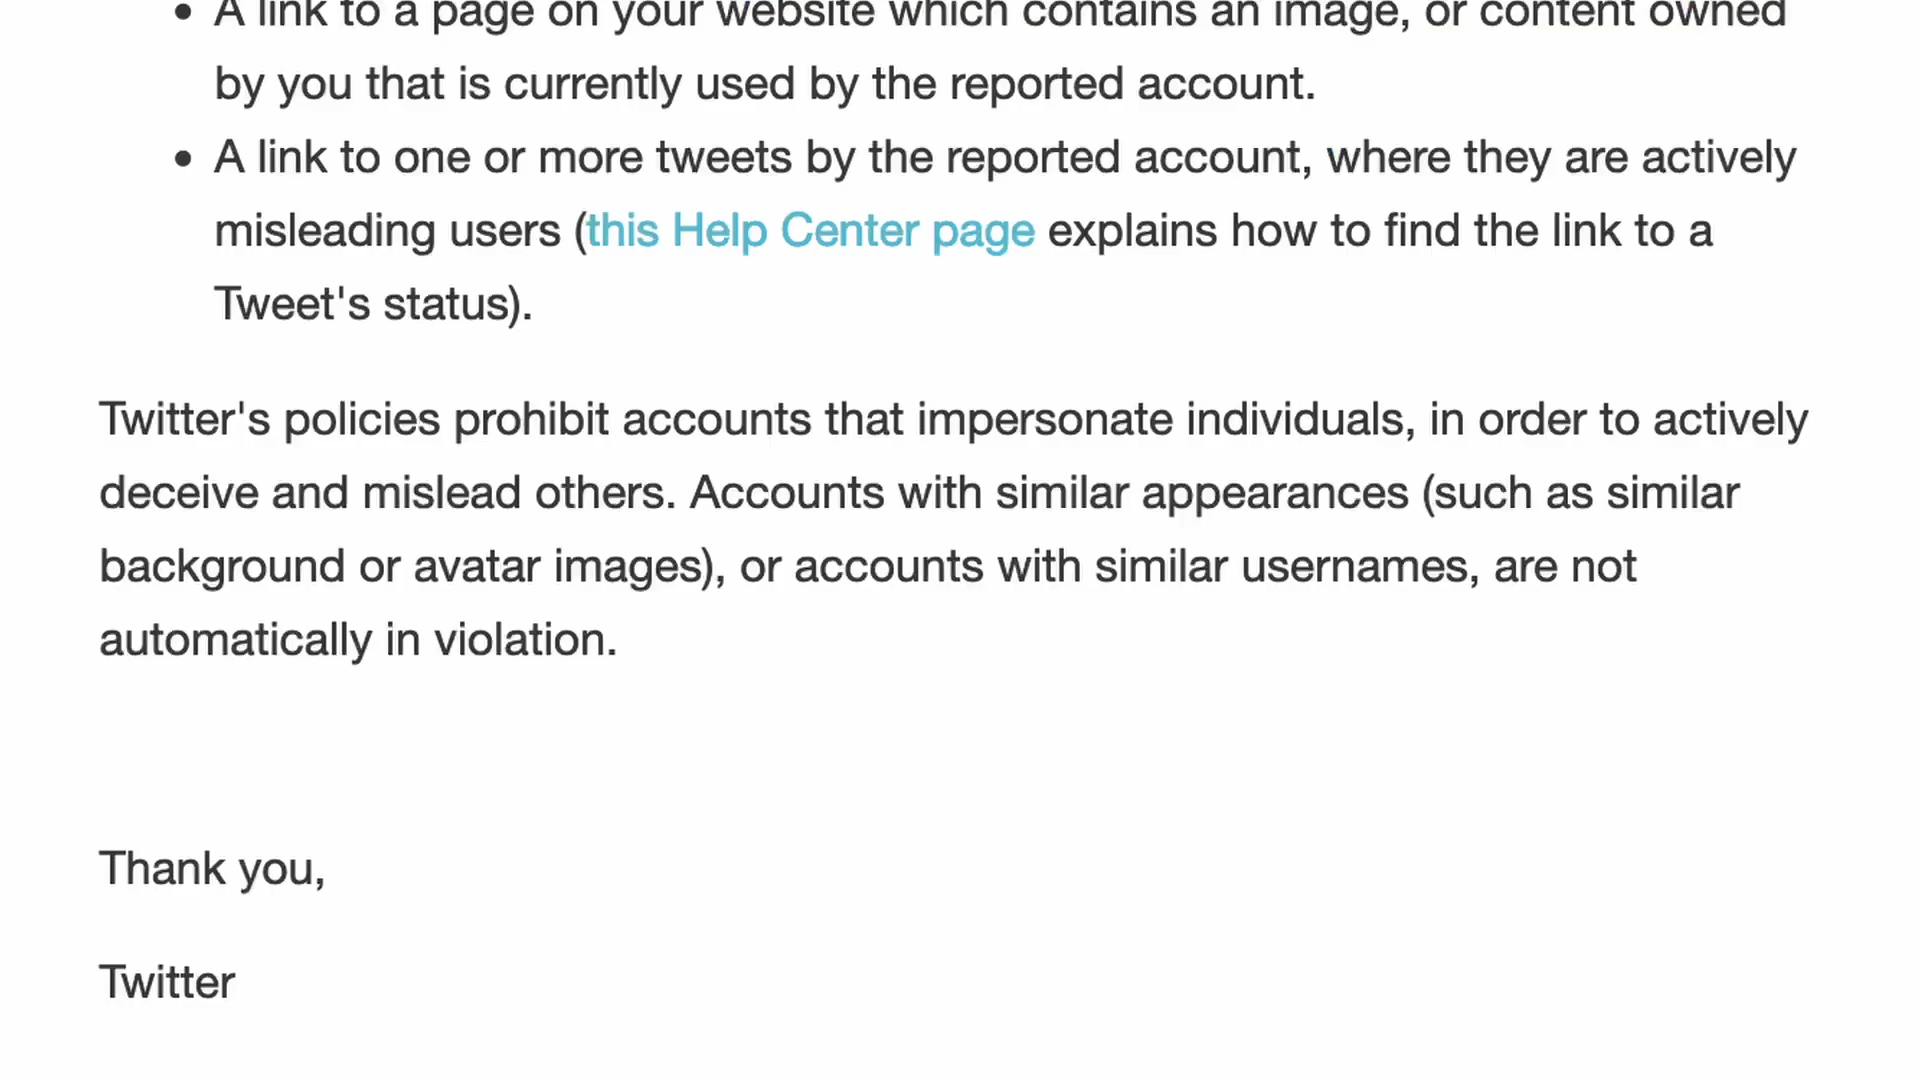 • A link to a page on your website which contains an image, or content owned
by you that is currently used by the reported account.
• A link to one or more tweets by the reported account, where they are actively
misleading users (this Help Center page explains how to find the link to a
Tweet's status).
Twitter's policies prohibit accounts that impersonate individuals, in order to actively
deceive and mislead others. Accounts with similar appearances (such as similar
background or avatar images), or accounts with similar usernames, are not
automatically in violation.
Thank you,
Twitter